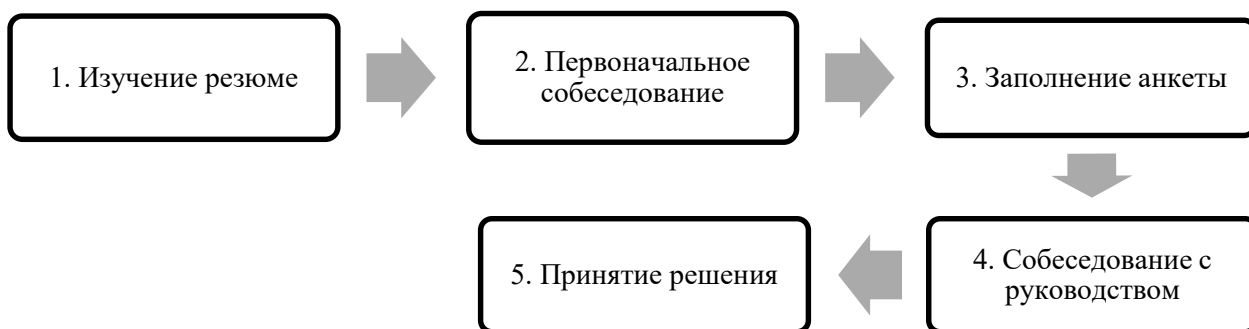 1. Изучение резюме
2. Первоначальное
собеседование
3. Заполнение анкеты
4. Собеседование с
руководством
5. Принятие решения